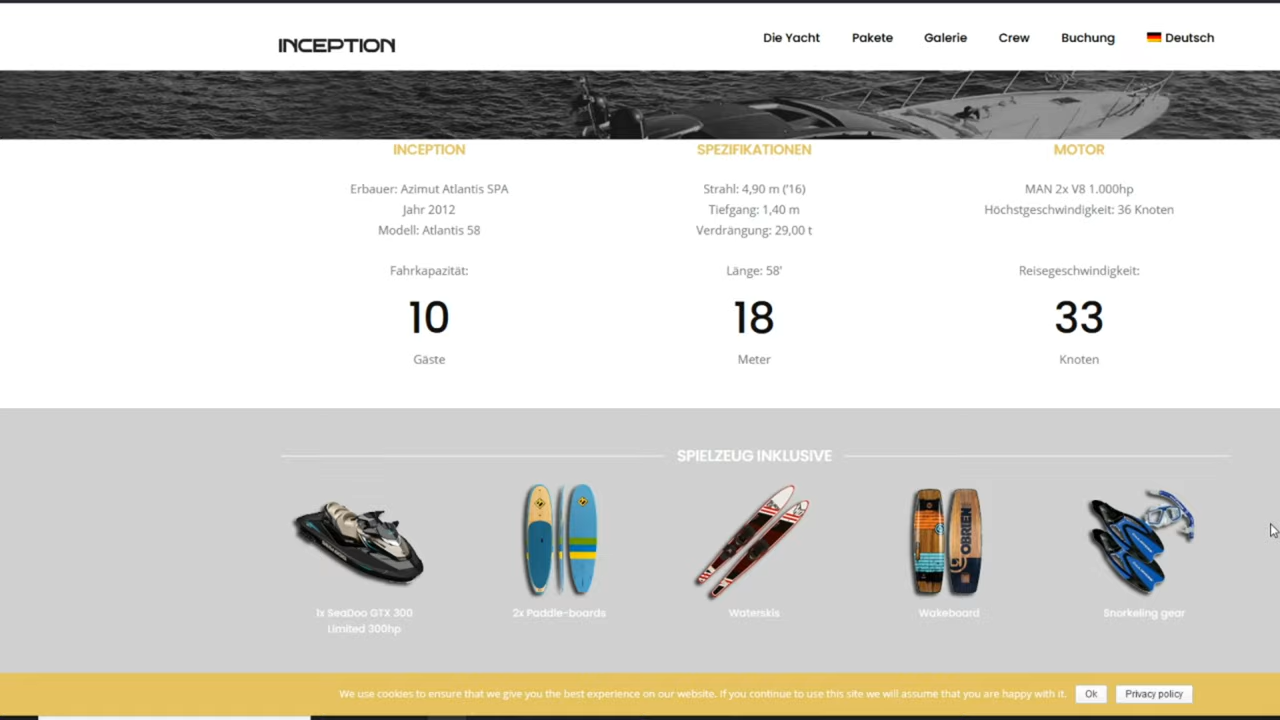 INCEPTION
Die Yacht Pakete Galerie Crew Buchung Deutsch
INCEPTION
Erbauer: Azimut Atlantis SPA
Jahr 2012
Modell: Atlantis 58
Fahrkapazität:
10
Gäste
SPEZIFIKATIONEN
Strahl: 4,90 m ('16)
Tiefgang: 1,40 m
Verdrängung: 29,00 t
Länge: 58'
18
Meter
MOTOR
MAN 2x V8 1.000hp
Höchstgeschwindigkeit: 36 Knoten
Reisegeschwindigkeit:
33
Knoten
SPIELZEUG INKLUSIVE
OBRIEN
1x SeaDoo GTX 300
Limited 300hp
2x Paddle-boards
Waterskis
Wakeboard
Snorkeling gear
We use cookies to ensure that we give you the best experience on our website. If you continue to use this site we will assume that you are happy with it. Ok Privacy policy